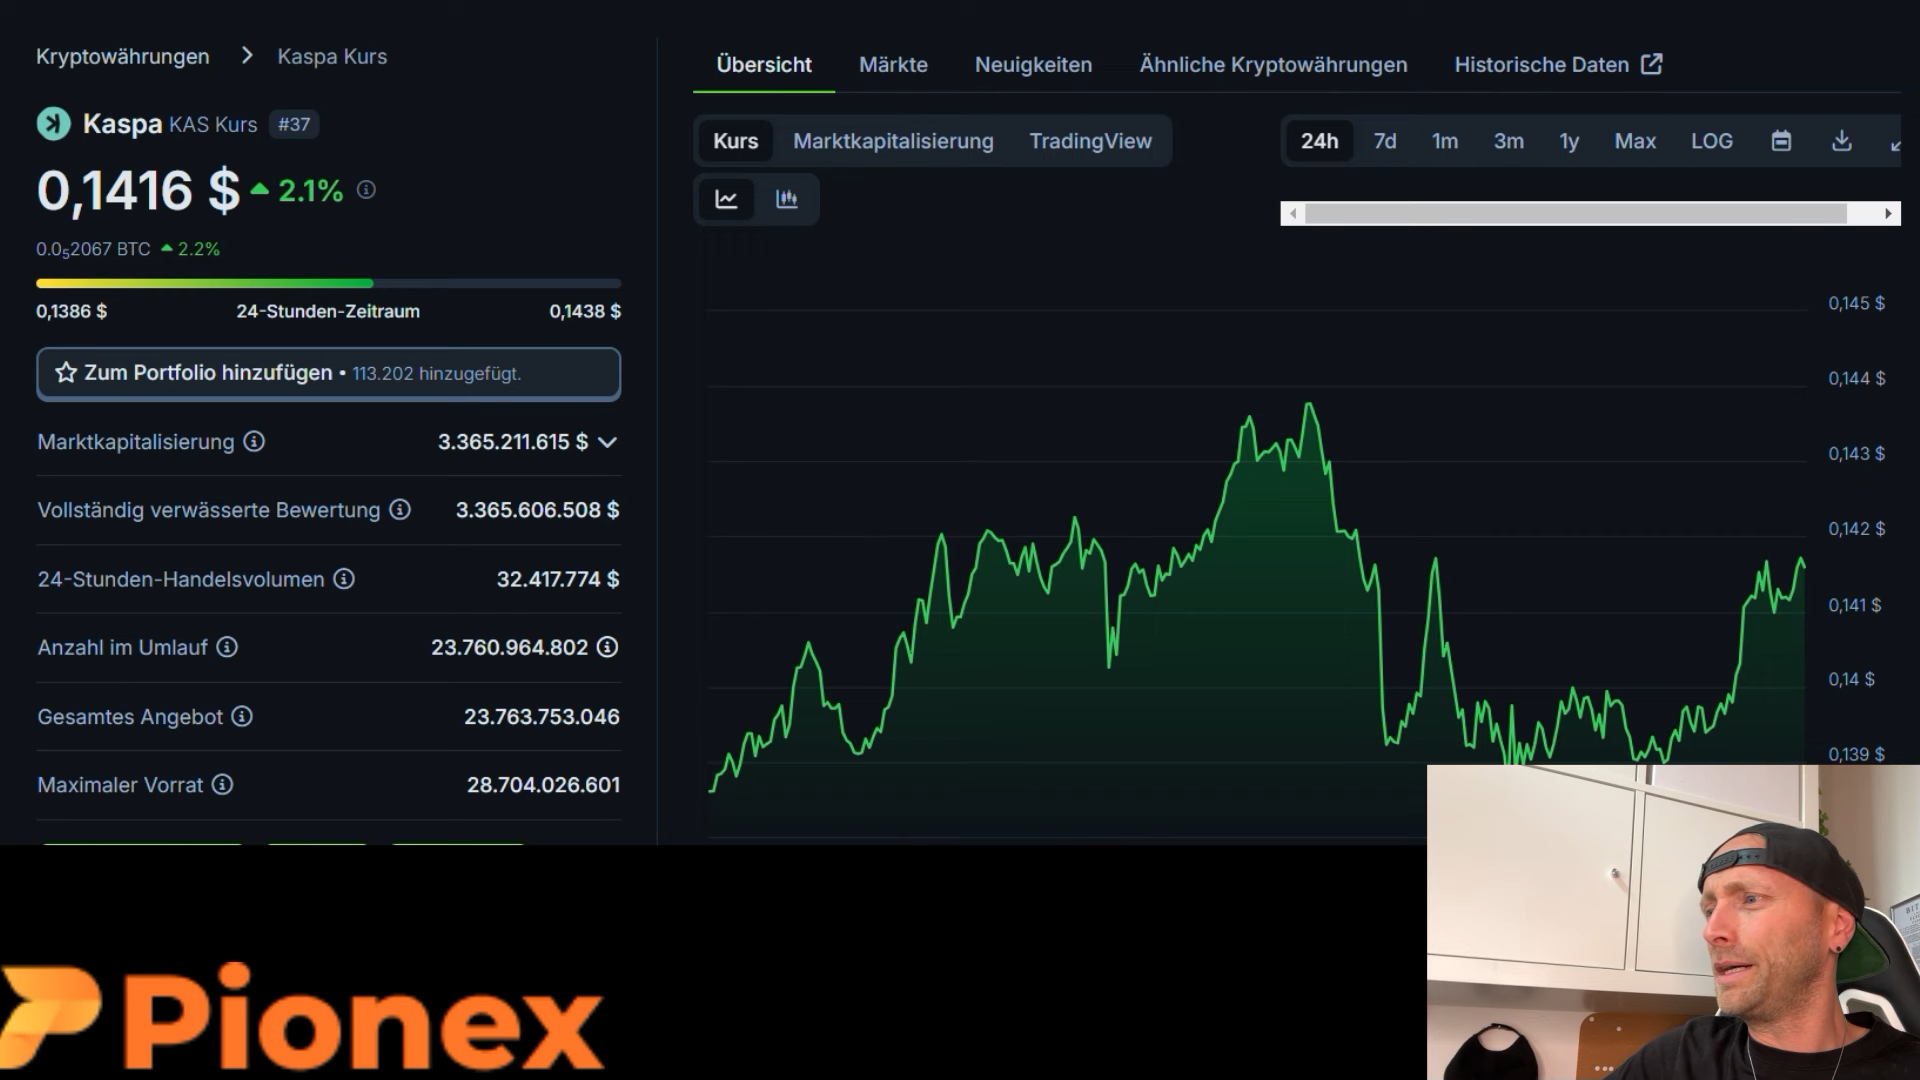 Kryptowährungen > Kaspa Kurs
Kaspa KAS Kurs #37
0,1416 $ 2.1%
0.0₅2067 BTC 2.2%
0,1386 $ 24-Stunden-Zeitraum 0,1438 $
Zum Portfolio hinzufügen • 113.202 hinzugefügt.
Marktkapitalisierung 3.365.211.615 $
Vollständig verwässerte Bewertung 3.365.606.508 $
24-Stunden-Handelsvolumen 32.417.774 $
Anzahl im Umlauf 23.760.964.802
Gesamtes Angebot 23.763.753.046
Maximaler Vorrat 28.704.026.601
Übersicht Märkte Neuigkeiten Ähnliche Kryptowährungen Historische Daten
Kurs Marktkapitalisierung TradingView
24h 7d 1m 3m 1y Max LOG
0,145 $
0,144 $
0,143 $
0,142 $
0,141 $
0,14 $
0,139 $
Pionex